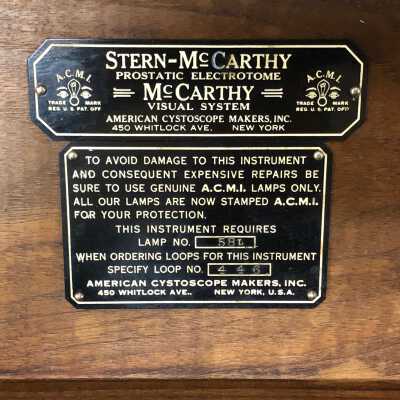 STERN-McCARTHY
PROSTATIC ELECTROTOME
McCARTHY
VISUAL SYSTEM
AMERICAN CYSTOSCOPE MAKERS, INC.
450 WHITLOCK AVE. NEW YORK
A.C.M.I.
TRADE MARK
REG. U.S. PAT. OFF.
A.C.M.I.
TRADE MARK
REG. U.S. PAT. OFF.
TO AVOID DAMAGE TO THIS INSTRUMENT
AND CONSEQUENT EXPENSIVE REPAIRS BE
SURE TO USE GENUINE A.C.M.I. LAMPS ONLY.
ALL OUR LAMPS ARE NOW STAMPED A.C.M.I.
FOR YOUR PROTECTION.
THIS INSTRUMENT REQUIRES
LAMP NO. 58L
WHEN ORDERING LOOPS FOR THIS INSTRUMENT
SPECIFY LOOP NO. 446
AMERICAN CYSTOSCOPE MAKERS, INC.
450 WHITLOCK AVE., NEW YORK, U.S.A.